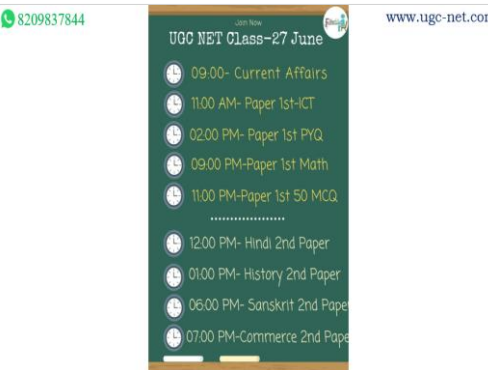 8209837844
www.ugc-net.com
Join Now
UGC NET Class-27 June
09:00- Current Affairs
11:00 AM- Paper 1st-ICT
02:00 PM- Paper 1st PYQ
09:00 PM-Paper 1st Math
11:00 PM-Paper 1st 50 MCQ
..................
12:00 PM- Hindi 2nd Paper
01:00 PM- History 2nd Paper
06:00 PM- Sanskrit 2nd Pape
07:00 PM-Commerce 2nd Pape